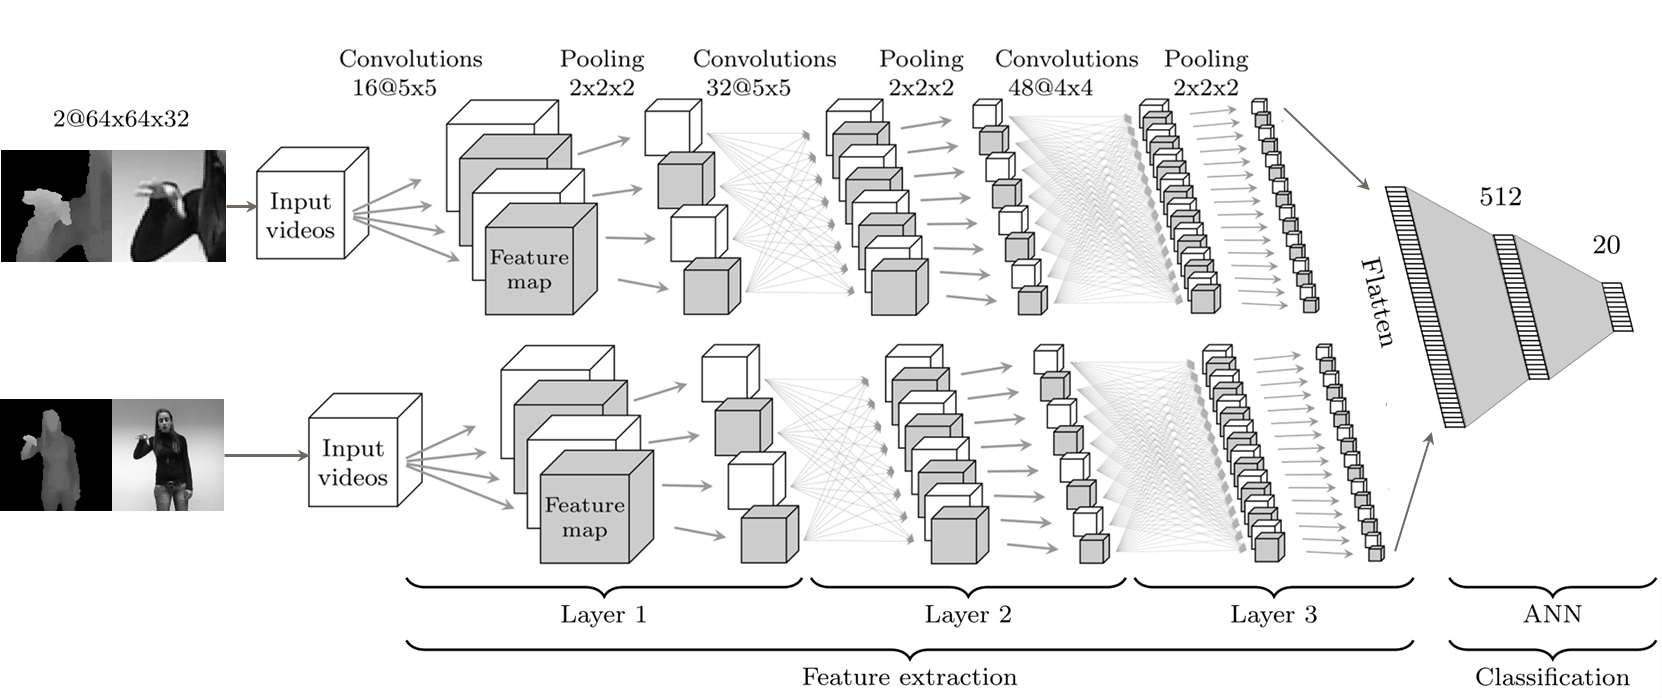 Convolutions
16@5x5
Pooling
2x2x2
Convolutions
32@5x5
Pooling
2x2x2
Convolutions
48@4x4
Pooling
2x2x2
2@64x64x32
Input
videos
Feature
map
Flatten
512
20
Input
videos
Feature
map
Layer 1
Layer 2
Layer 3
ANN
Feature extraction
Classification